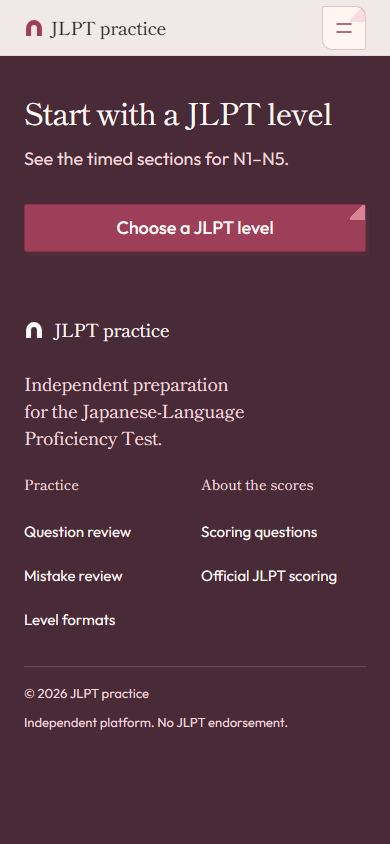 JLPT practice
Start with a JLPT level
See the timed sections for N1–N5.
Choose a JLPT level
JLPT practice
Independent preparation
for the Japanese-Language
Proficiency Test.
Practice
Question review
Mistake review
Level formats
About the scores
Scoring questions
Official JLPT scoring
© 2026 JLPT practice
Independent platform. No JLPT endorsement.